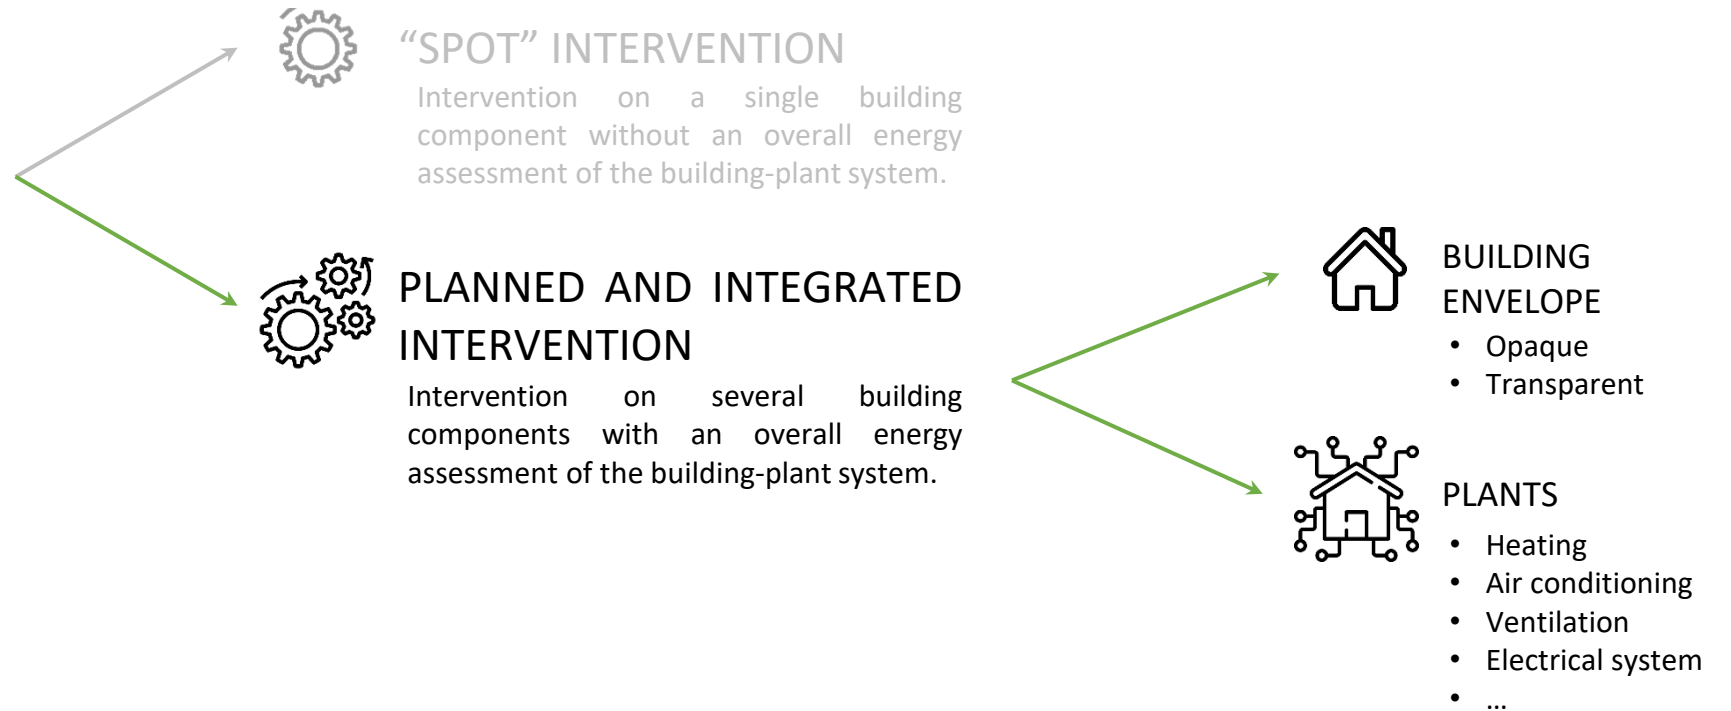 “SPOT” INTERVENTION
Intervention on a single building
component without an overall energy
assessment of the building-plant system.
PLANNED AND INTEGRATED
INTERVENTION
Intervention on several building
components with an overall energy
assessment of the building-plant system.
BUILDING
ENVELOPE
• Opaque
• Transparent
PLANTS
• Heating
• Air conditioning
• Ventilation
• Electrical system
• ...